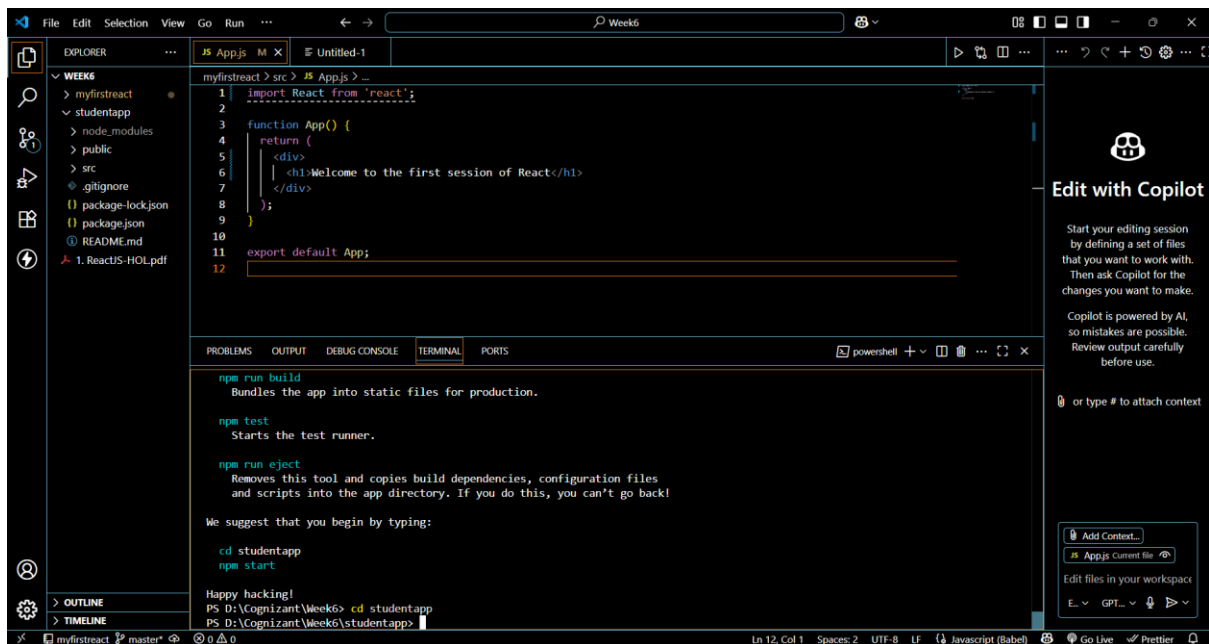 File Edit Selection View Go Run ··· ← → Week6
EXPLORER ···
WEEK6
myfirstreact
studentapp
node_modules
public
src
.gitignore
{} package-lock.json
{} package.json
README.md
1. ReactJS-HOL.pdf
OUTLINE
TIMELINE
JS App.js M × Untitled-1
myfirstreact > src > JS App.js > ...
1 import React from 'react';
2
3 function App() {
4 return (
5 <div>
6 <h1>Welcome to the first session of React</h1>
7 </div>
8 );
9 }
10
11 export default App;
12
PROBLEMS OUTPUT DEBUG CONSOLE TERMINAL PORTS powershell
npm run build
Bundles the app into static files for production.
npm test
Starts the test runner.
npm run eject
Removes this tool and copies build dependencies, configuration files
and scripts into the app directory. If you do this, you can’t go back!
We suggest that you begin by typing:
cd studentapp
npm start
Happy hacking!
PS D:\Cognizant\Week6> cd studentapp
PS D:\Cognizant\Week6\studentapp>
Edit with Copilot
Start your editing session
by defining a set of files
that you want to work with.
Then ask Copilot for the
changes you want to make.
Copilot is powered by AI,
so mistakes are possible.
Review output carefully
before use.
or type # to attach context
Add Context...
JS App.js Current file
Edit files in your workspace
E... GPT...
myfirstreact master* 0 0 Ln 12, Col 1 Spaces: 2 UTF-8 LF Javascript (Babel) Go Live Prettier